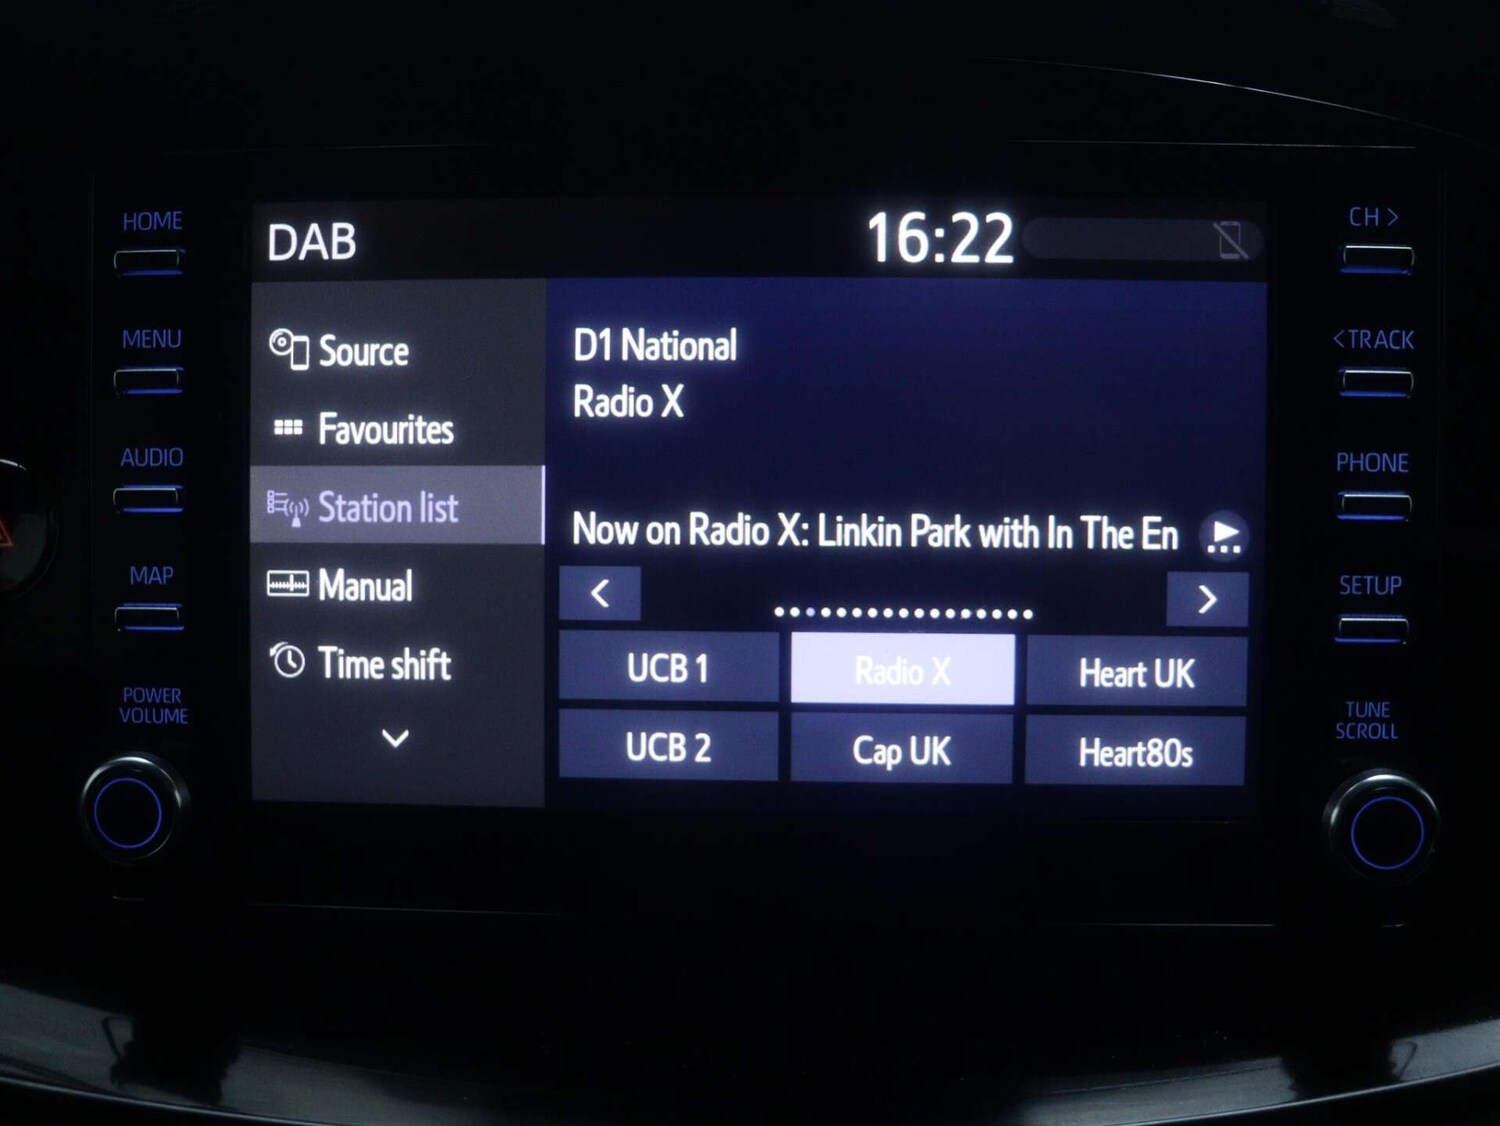 HOME
MENU
AUDIO
MAP
POWER
VOLUME
DAB
16:22
Source
Favourites
Station list
Manual
Time shift
D1 National
Radio X
Now on Radio X: Linkin Park with In The En
UCB 1
Radio X
Heart UK
UCB 2
Cap UK
Heart80s
CH >
<TRACK
PHONE
SETUP
TUNE
SCROLL